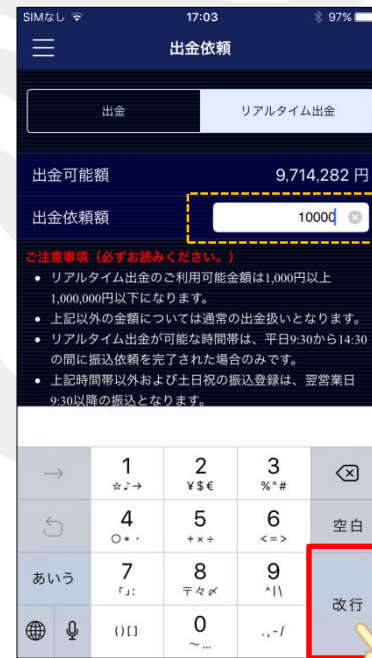 SIMなし 17:03 97%
出金依頼
出金 リアルタイム出金
出金可能額 9,714,282 円
出金依頼額 10000
ご注意事項（必ずお読みください。）
• リアルタイム出金のご利用可能金額は1,000円以上
1,000,000円以下になります。
• 上記以外の金額については通常の出金扱いとなります。
• リアルタイム出金が可能な時間帯は、平日9:30から14:30
の間に振込依頼を完了された場合のみです。
• 上記時間帯以外および土日祝の振込登録は、翌営業日
9:30以降の振込となります。
→ 1 2 3
☆♪→ ¥$€ %°#
4 5 6 空白
○*・ +×÷ <=>
あいう 7 8 9 改行
「」: 〒々〆 ^|\
()[] 0 .,-/
~…